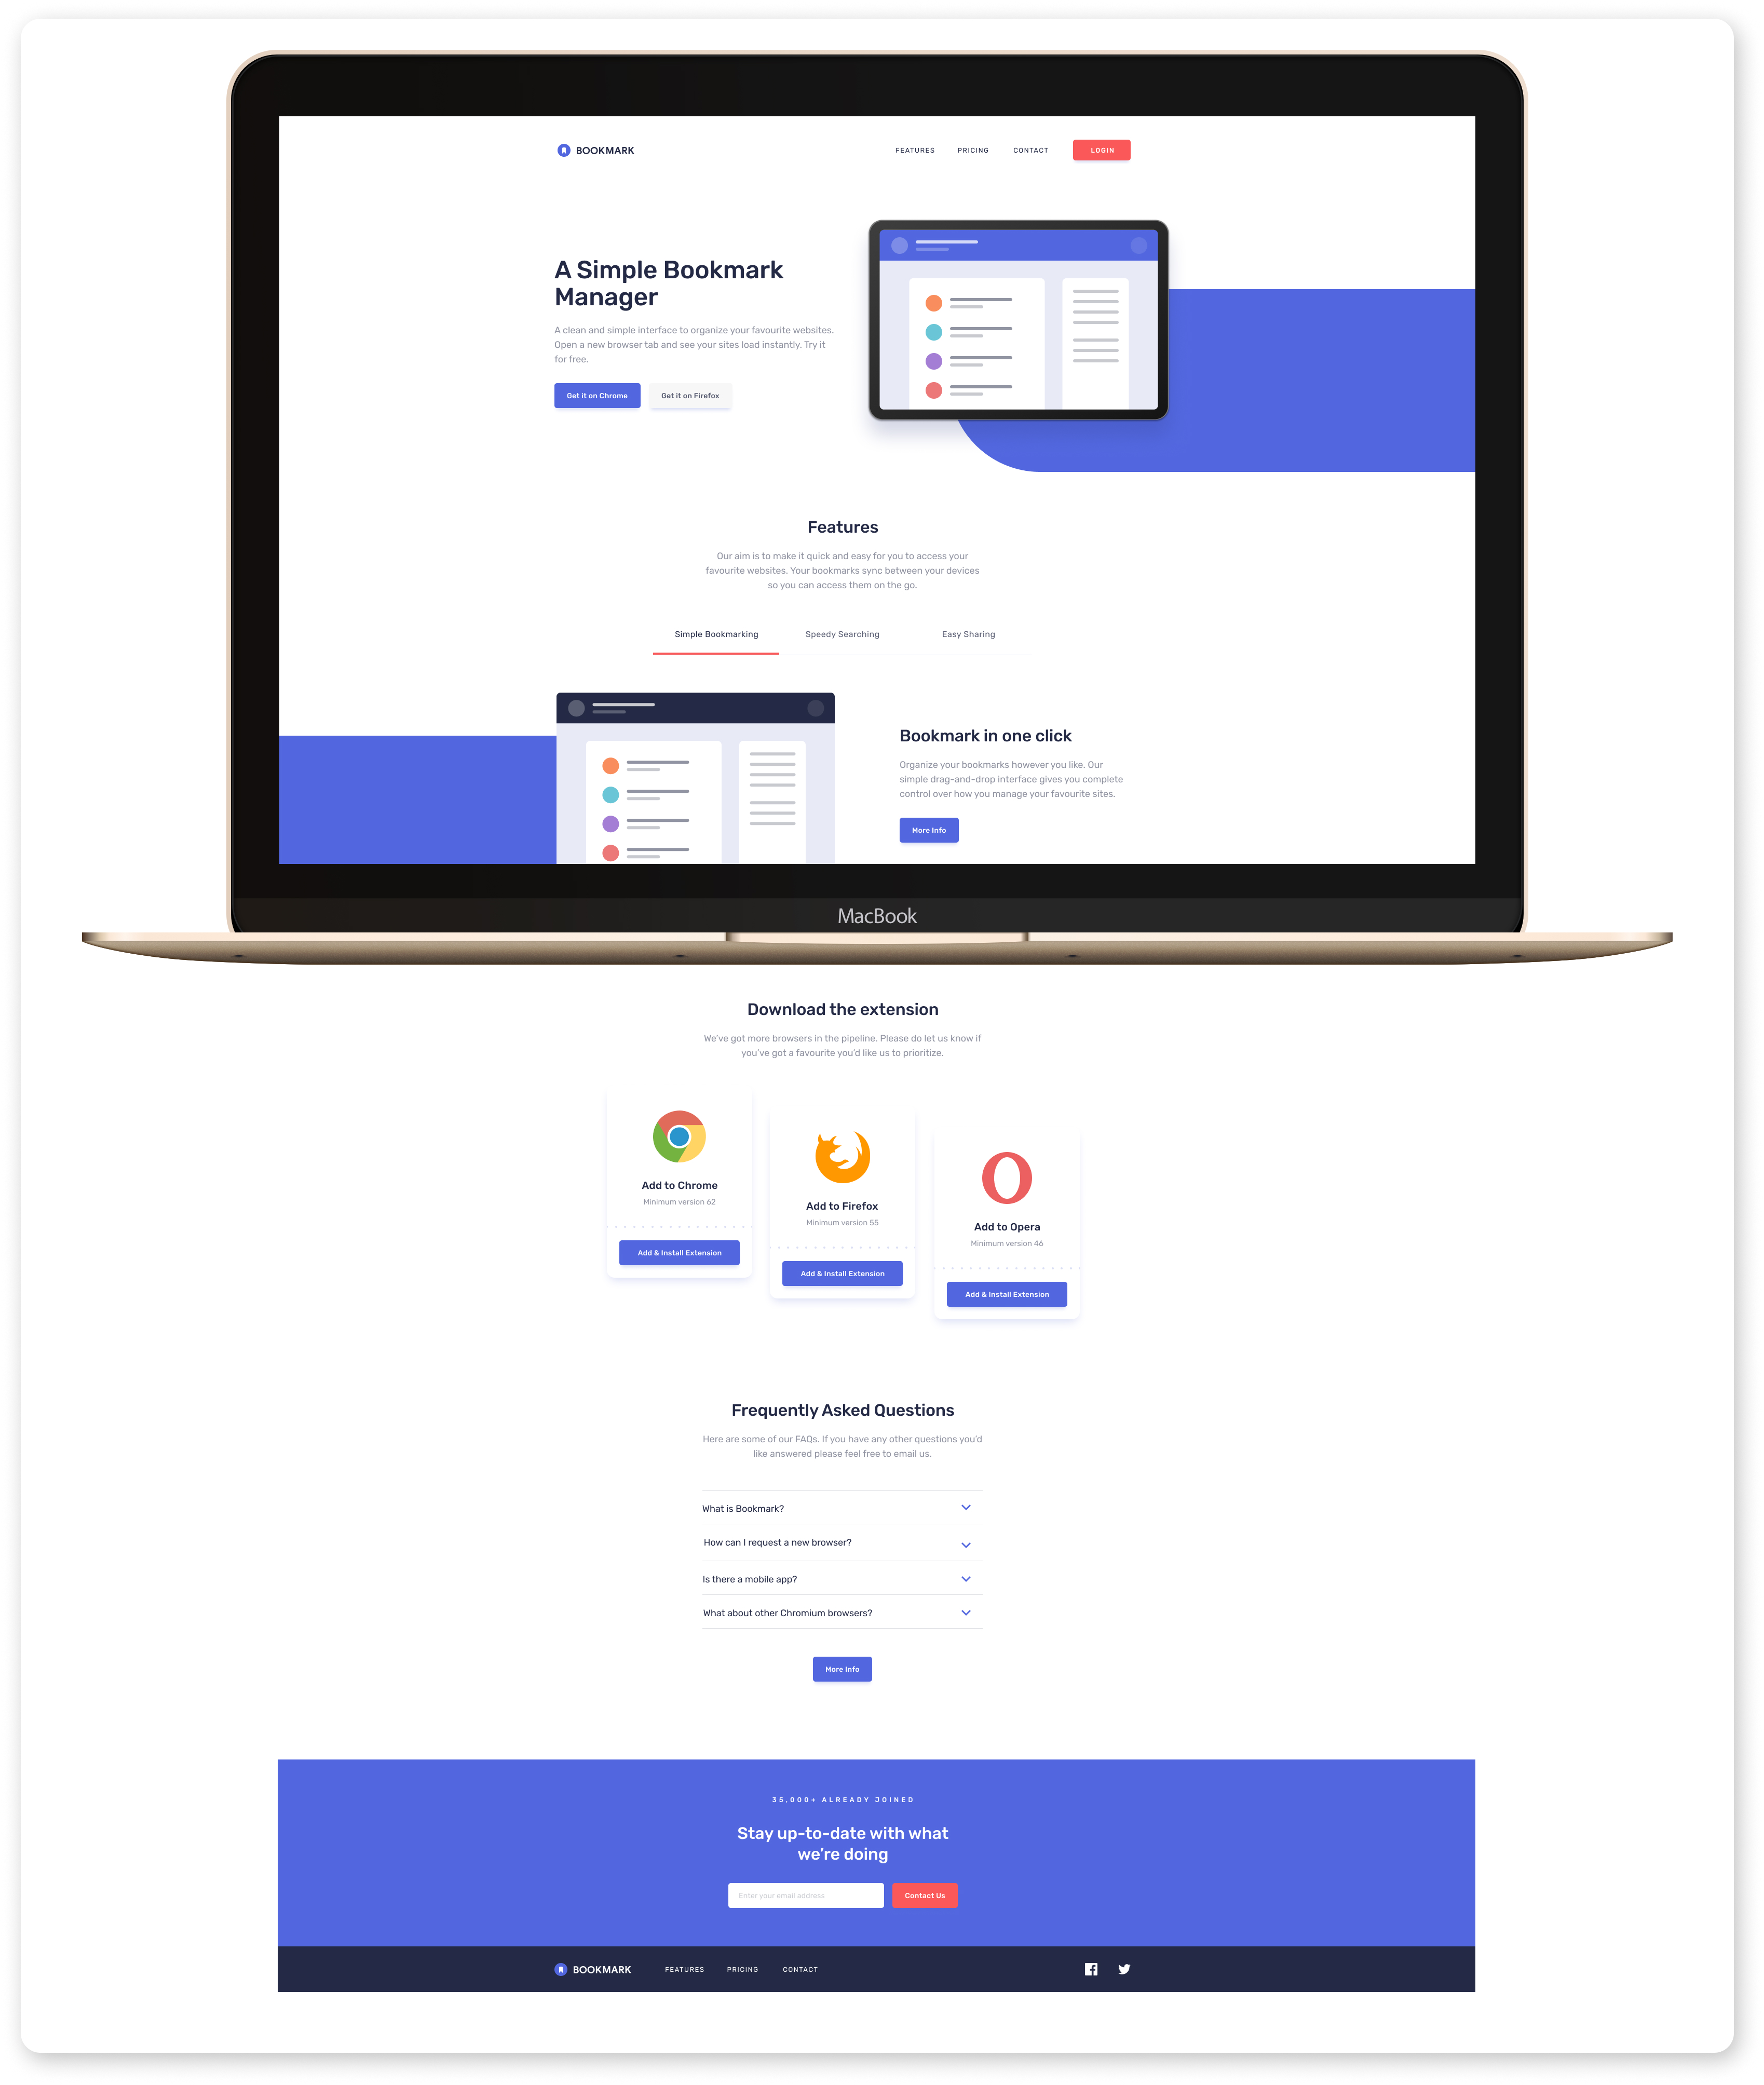 BOOKMARK
FEATURES PRICING CONTACT LOGIN
A Simple Bookmark
Manager
A clean and simple interface to organize your favourite websites.
Open a new browser tab and see your sites load instantly. Try it
for free.
Get it on Chrome Get it on Firefox
Features
Our aim is to make it quick and easy for you to access your
favourite websites. Your bookmarks sync between your devices
so you can access them on the go.
Simple Bookmarking Speedy Searching Easy Sharing
Bookmark in one click
Organize your bookmarks however you like. Our
simple drag-and-drop interface gives you complete
control over how you manage your favourite sites.
More Info
MacBook
Download the extension
We've got more browsers in the pipeline. Please do let us know if
you've got a favourite you'd like us to prioritize.
Add to Chrome
Minimum version 62
Add & Install Extension
Add to Firefox
Minimum version 55
Add & Install Extension
Add to Opera
Minimum version 46
Add & Install Extension
Frequently Asked Questions
Here are some of our FAQs. If you have any other questions you'd
like answered please feel free to email us.
What is Bookmark?
How can I request a new browser?
Is there a mobile app?
What about other Chromium browsers?
More Info
35,000+ ALREADY JOINED
Stay up-to-date with what
we're doing
Enter your email address Contact Us
BOOKMARK FEATURES PRICING CONTACT